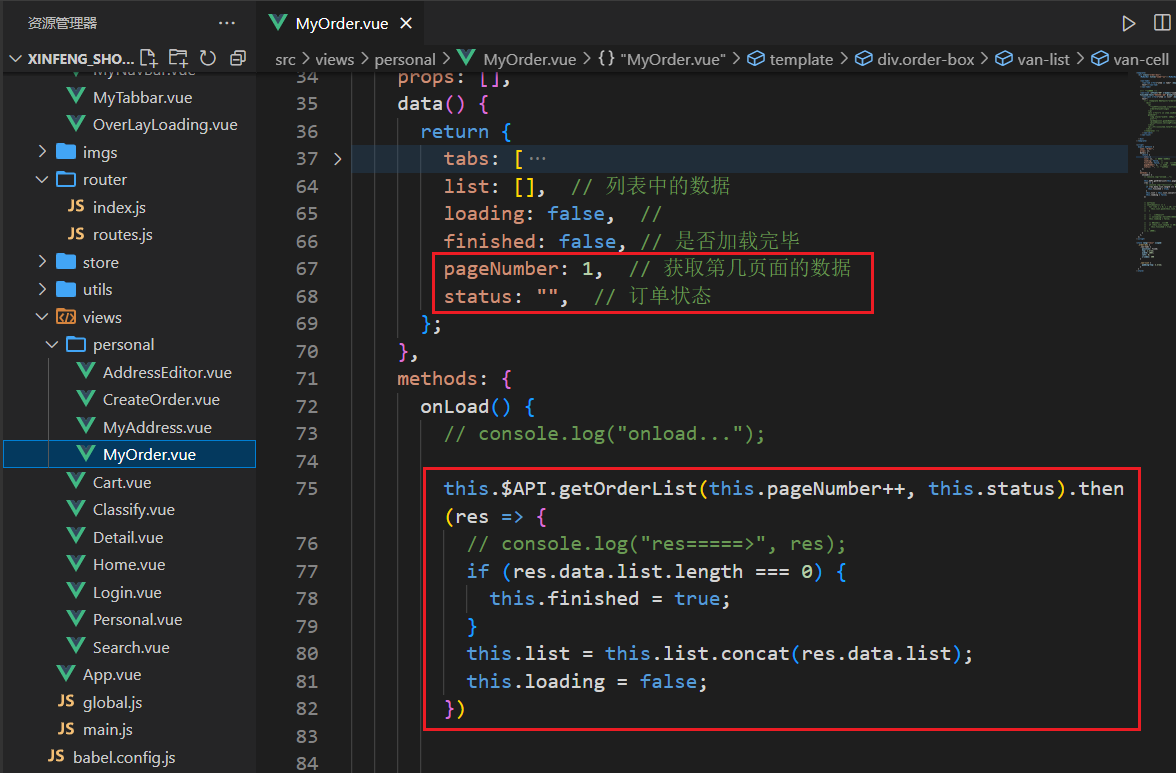 资源管理器
XINFENG_SHO...
MyNavBar.vue
MyTabbar.vue
OverLayLoading.vue
imgs
router
JS index.js
JS routes.js
store
utils
views
personal
AddressEditor.vue
CreateOrder.vue
MyAddress.vue
MyOrder.vue
Cart.vue
Classify.vue
Detail.vue
Home.vue
Login.vue
Personal.vue
Search.vue
App.vue
JS global.js
JS main.js
JS babel.config.js
MyOrder.vue
src > views > personal > MyOrder.vue > {} "MyOrder.vue" > template > div.order-box > van-list > van-cell
34 props: [],
35 data() {
36 return {
37 tabs: [...
64 list: [], // 列表中的数据
65 loading: false, //
66 finished: false, // 是否加载完毕
67 pageNumber: 1, // 获取第几页面的数据
68 status: "", // 订单状态
69 };
70 },
71 methods: {
72 onLoad() {
73 // console.log("onload...");
74
75 this.$API.getOrderList(this.pageNumber++, this.status).then
(res => {
76 // console.log("res=====>", res);
77 if (res.data.list.length === 0) {
78 this.finished = true;
79 }
80 this.list = this.list.concat(res.data.list);
81 this.loading = false;
82 })
83
84